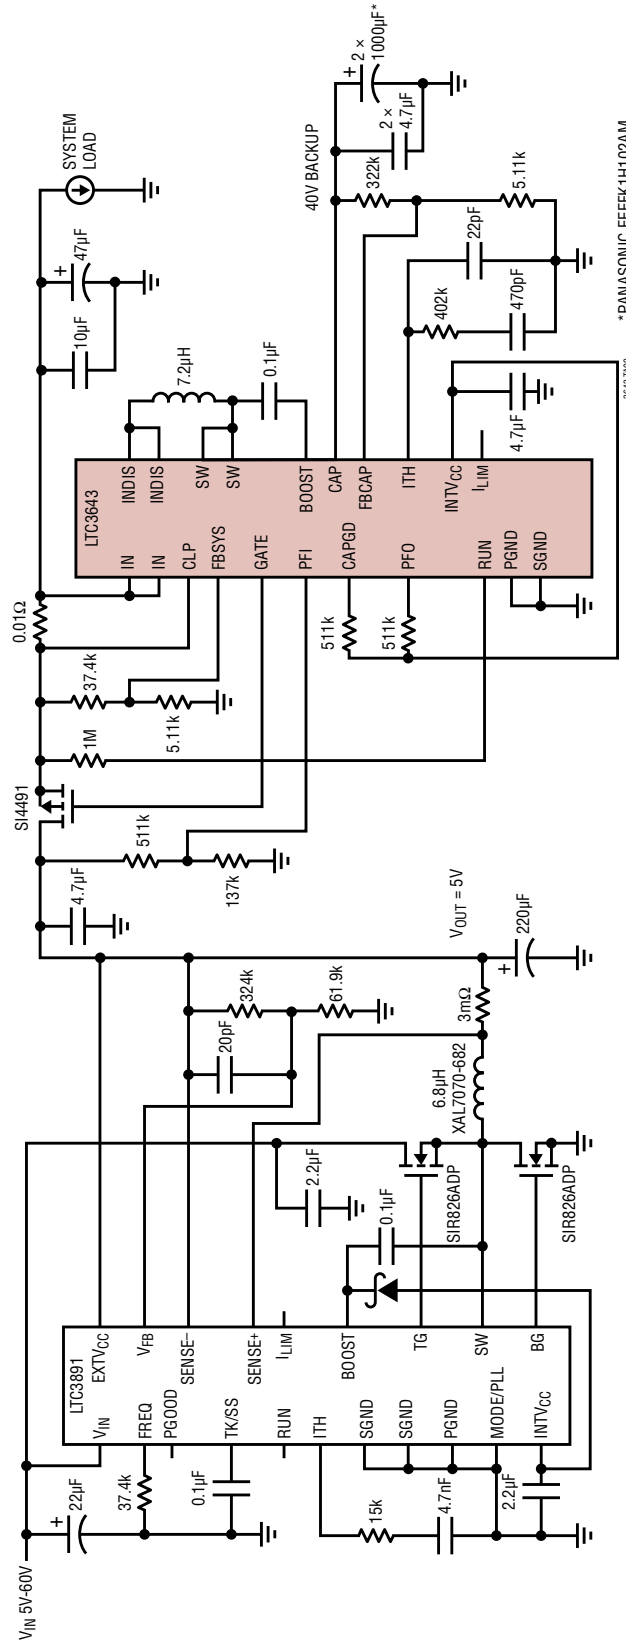 V_IN 5V-60V
22µF
37.4k
0.1µF
15k
4.7nF
2.2µF
LTC3891
V_IN
FREQ
PGOOD
TK/SS
RUN
ITH
SGND
SGND
PGND
MODE/PLL
INTV_CC
EXTV_CC
V_FB
SENSE–
SENSE+
I_LIM
BOOST
TG
SW
BG
2.2µF
0.1µF
SIR826ADP
SIR826ADP
20pF
324k
61.9k
6.8µH
XAL7070-682
3mΩ
V_OUT = 5V
220µF
4.7µF
511k
137k
SI4491
1M
37.4k
5.11k
0.01Ω
511k
511k
LTC3643
IN
IN
CLP
FBSYS
GATE
PFI
CAPGD
PFO
RUN
PGND
SGND
INDIS
INDIS
SW
SW
BOOST
CAP
FBCAP
ITH
INTV_CC
I_LIM
7.2µH
0.1µF
4.7µF
10µF
47µF
SYSTEM
LOAD
402k
470pF
22pF
40V BACKUP
322k
5.11k
2 ×
4.7µF
2 ×
1000µF*